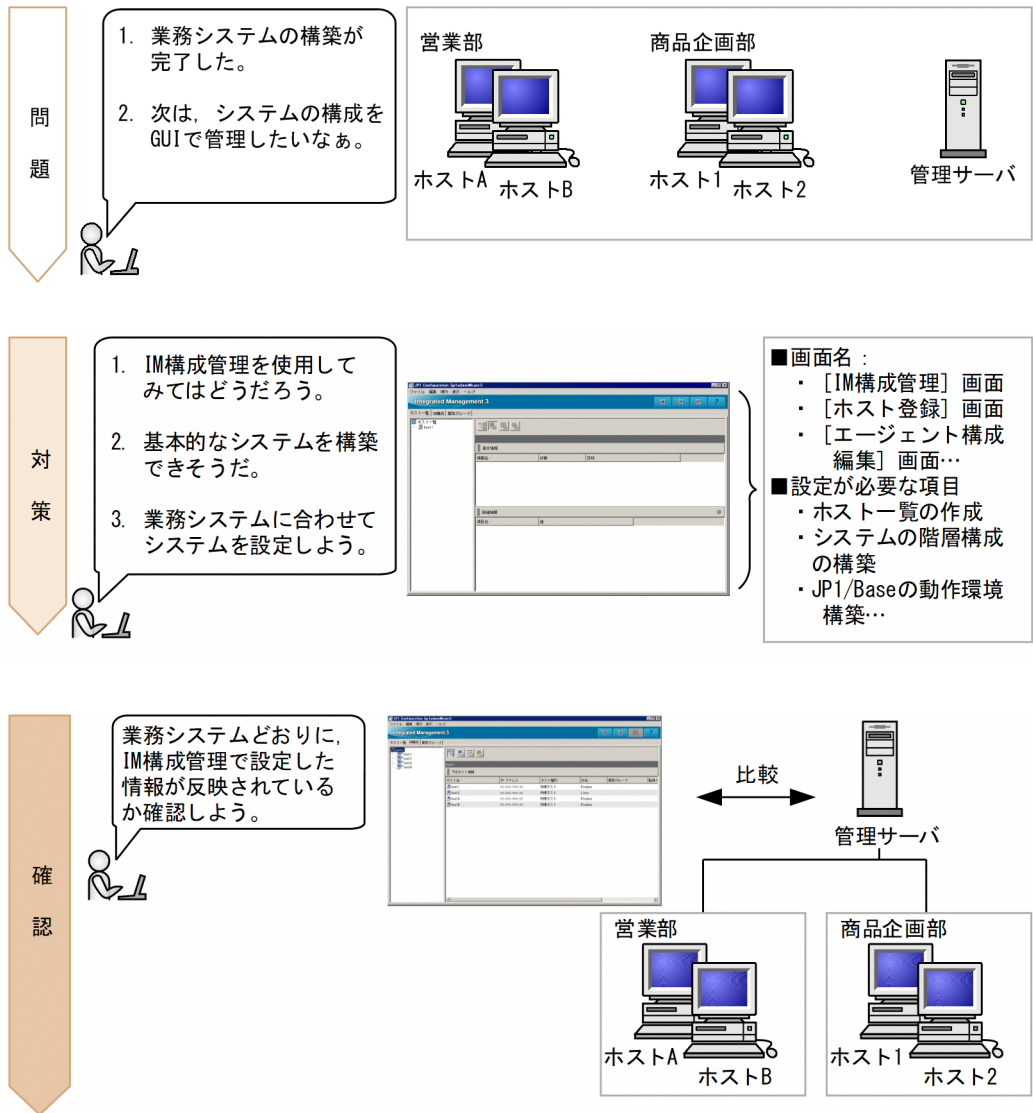 問
題
1. 業務システムの構築が
完了した。
2. 次は，システムの構成を
GUIで管理したいなぁ。
営業部
ホストA
ホストB
商品企画部
ホスト1
ホスト2
管理サーバ
対
策
1. IM構成管理を使用して
みてはどうだろう。
2. 基本的なシステムを構築
できそうだ。
3. 業務システムに合わせて
システムを設定しよう。
Integrated Management 3
■画面名：
・［IM構成管理］画面
・［ホスト登録］画面
・［エージェント構成
編集］画面…
■設定が必要な項目
・ホスト一覧の作成
・システムの階層構成
の構築
・JP1/Baseの動作環境
構築…
確
認
業務システムどおりに，
IM構成管理で設定した
情報が反映されている
か確認しよう。
Integrated Management 3
比較
管理サーバ
営業部
ホストA
ホストB
商品企画部
ホスト1
ホスト2